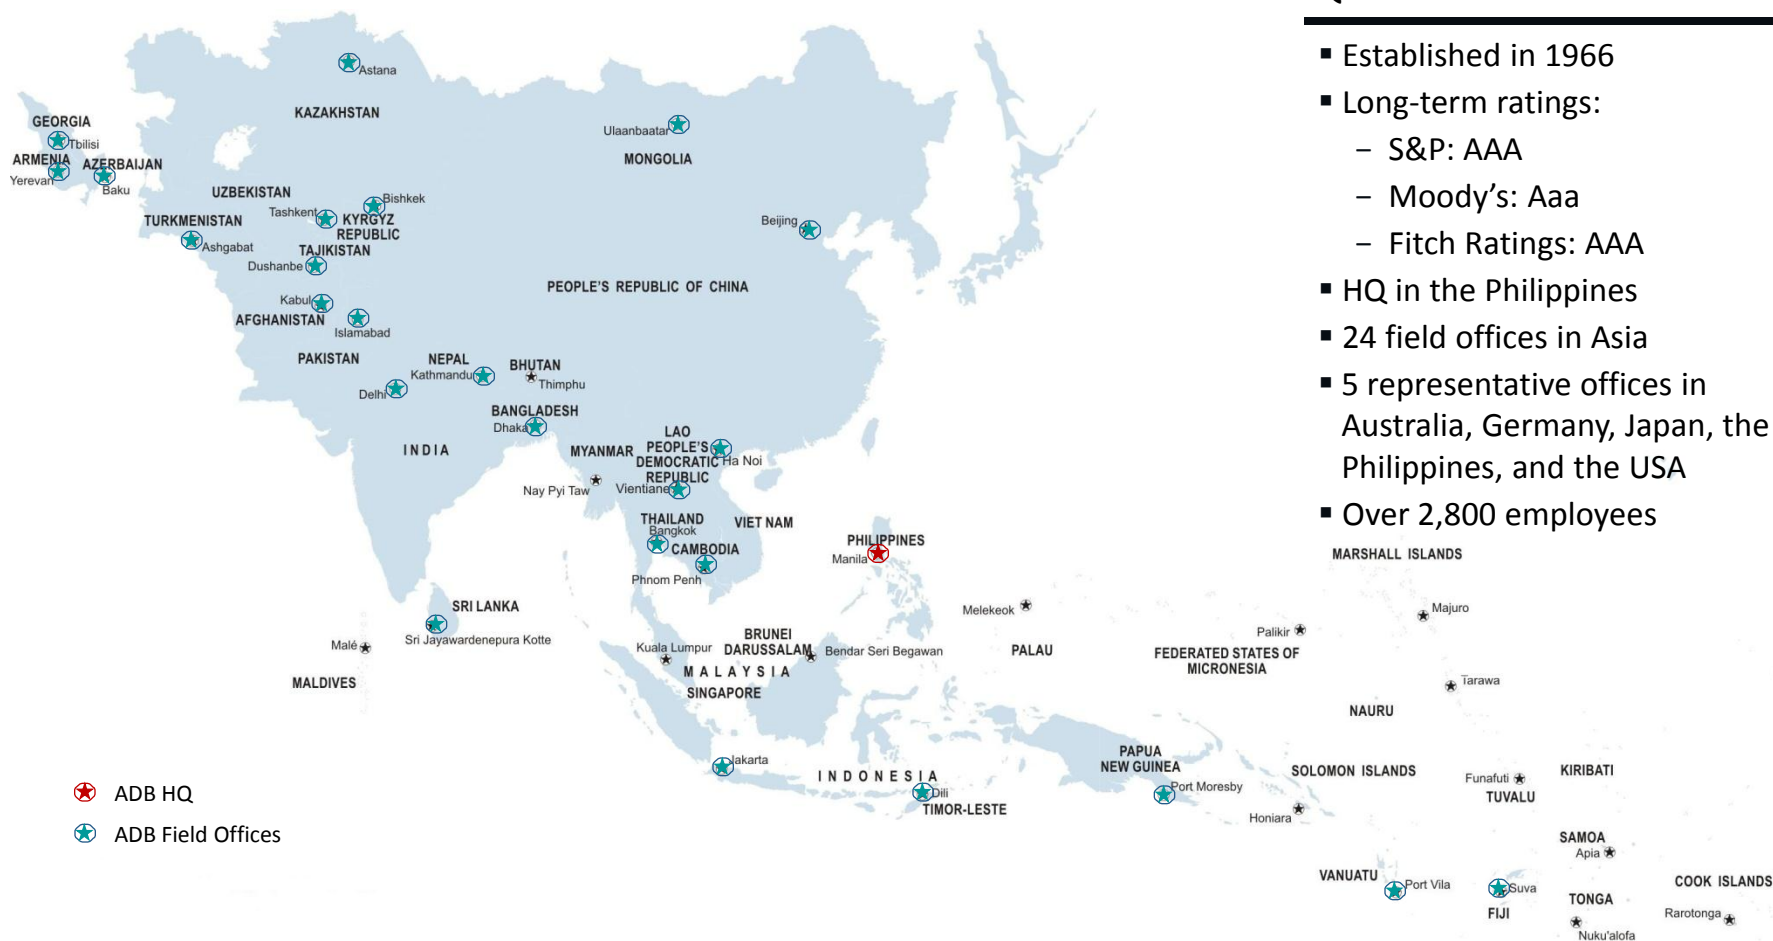 ▪ Established in 1966
▪ Long-term ratings:
− S&P: AAA
− Moody's: Aaa
− Fitch Ratings: AAA
▪ HQ in the Philippines
▪ 24 field offices in Asia
▪ 5 representative offices in
Australia, Germany, Japan, the
Philippines, and the USA
▪ Over 2,800 employees
Astana
KAZAKHSTAN
GEORGIA
Tbilisi
ARMENIA
Yerevan
AZERBAIJAN
Baku
Ulaanbaatar
MONGOLIA
UZBEKISTAN
Tashkent
Bishkek
KYRGYZ
REPUBLIC
TURKMENISTAN
Ashgabat
TAJIKISTAN
Dushanbe
Beijing
PEOPLE'S REPUBLIC OF CHINA
Kabul
AFGHANISTAN
Islamabad
PAKISTAN
NEPAL
Kathmandu
BHUTAN
Thimphu
Delhi
BANGLADESH
Dhaka
INDIA
MYANMAR
Nay Pyi Taw
LAO
PEOPLE'S
DEMOCRATIC
REPUBLIC
Vientiane
Ha Noi
THAILAND
Bangkok
VIET NAM
CAMBODIA
Phnom Penh
PHILIPPINES
Manila
SRI LANKA
Sri Jayawardenepura Kotte
Malé
MALDIVES
Kuala Lumpur
BRUNEI
DARUSSALAM
Bendar Seri Begawan
MALAYSIA
SINGAPORE
Melekeok
PALAU
MARSHALL ISLANDS
Majuro
Palikir
FEDERATED STATES OF
MICRONESIA
Tarawa
NAURU
Jakarta
INDONESIA
Dili
TIMOR-LESTE
PAPUA
NEW GUINEA
Port Moresby
SOLOMON ISLANDS
Honiara
Funafuti
TUVALU
KIRIBATI
SAMOA
Apia
VANUATU
Port Vila
Suva
FIJI
TONGA
Nuku'alofa
COOK ISLANDS
Rarotonga
ADB HQ
ADB Field Offices